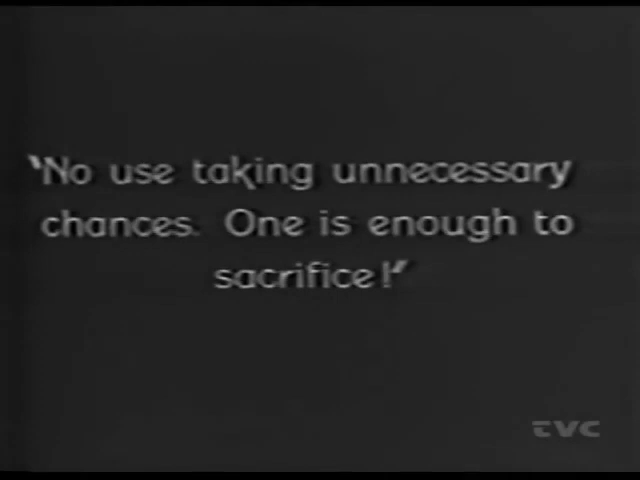 "No use taking unnecessary
chances. One is enough to
sacrifice!"
TVC